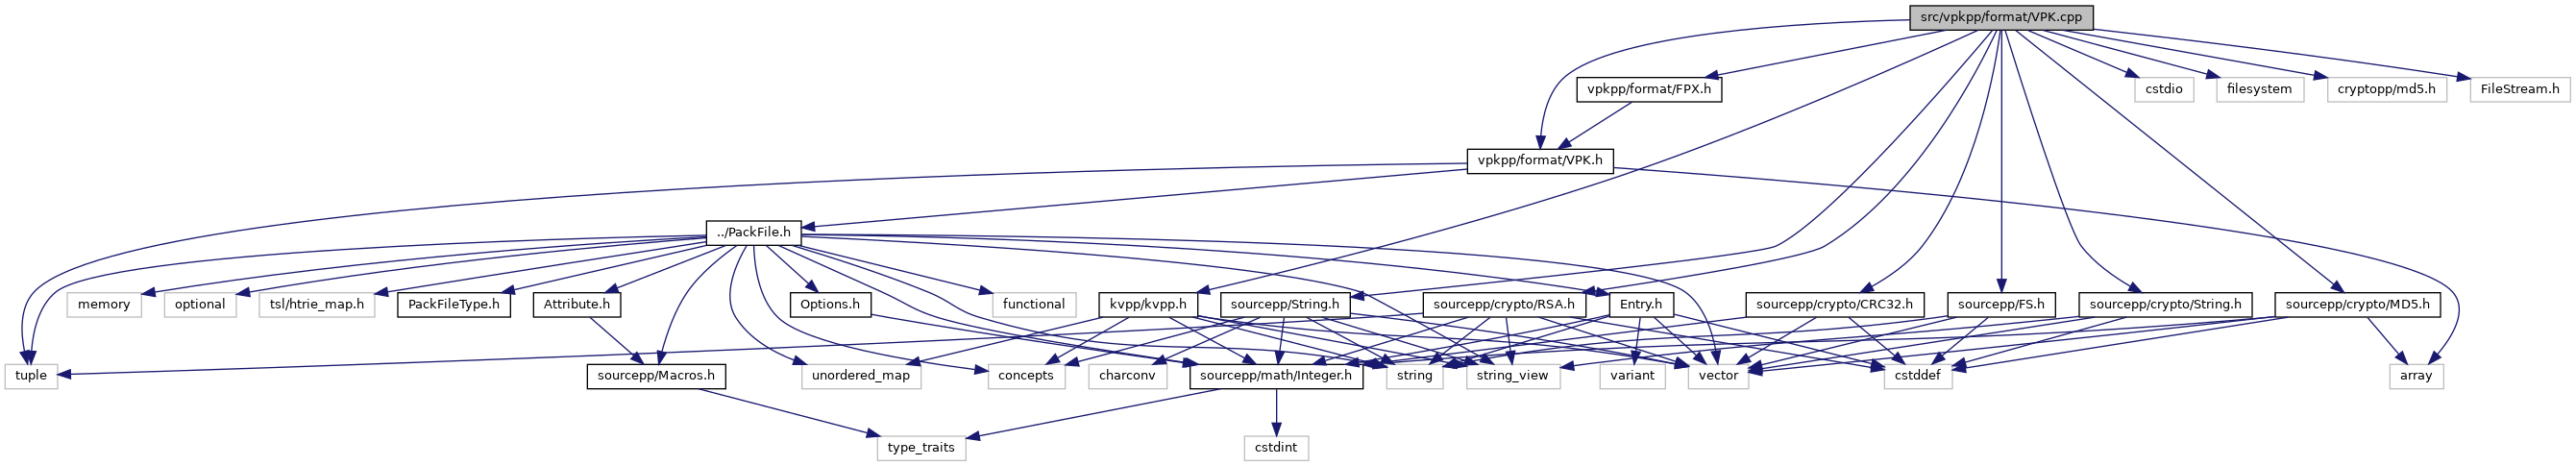 src/vpkpp/format/VPK.cpp
vpkpp/format/FPX.h
cstdio
filesystem
cryptopp/md5.h
FileStream.h
vpkpp/format/VPK.h
../PackFile.h
memory
optional
tsl/htrie_map.h
PackFileType.h
Attribute.h
Options.h
functional
kvpp/kvpp.h
sourcepp/String.h
sourcepp/crypto/RSA.h
Entry.h
sourcepp/crypto/CRC32.h
sourcepp/FS.h
sourcepp/crypto/String.h
sourcepp/crypto/MD5.h
tuple
sourcepp/Macros.h
unordered_map
concepts
charconv
sourcepp/math/Integer.h
string
string_view
variant
vector
cstddef
array
type_traits
cstdint